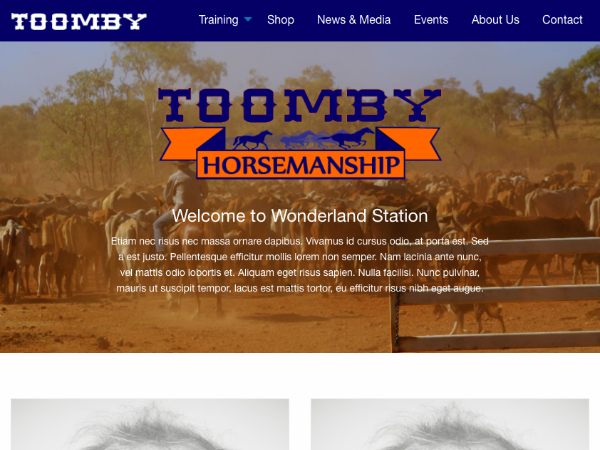 TOOMBY
Training
Shop
News & Media
Events
About Us
Contact
TOOMBY
HORSEMANSHIP
Welcome to Wonderland Station
Etiam nec risus nec massa ornare dapibus. Vivamus id cursus odio, at porta est. Sed
a est justo. Pellentesque efficitur mollis lorem non semper. Nam lacinia ante nunc,
vel mattis odio lobortis et. Aliquam eget risus sapien. Nulla facilisi. Nunc pulvinar,
mauris ut suscipit tempor, lacus est mattis tortor, eu efficitur risus nibh eget augue.